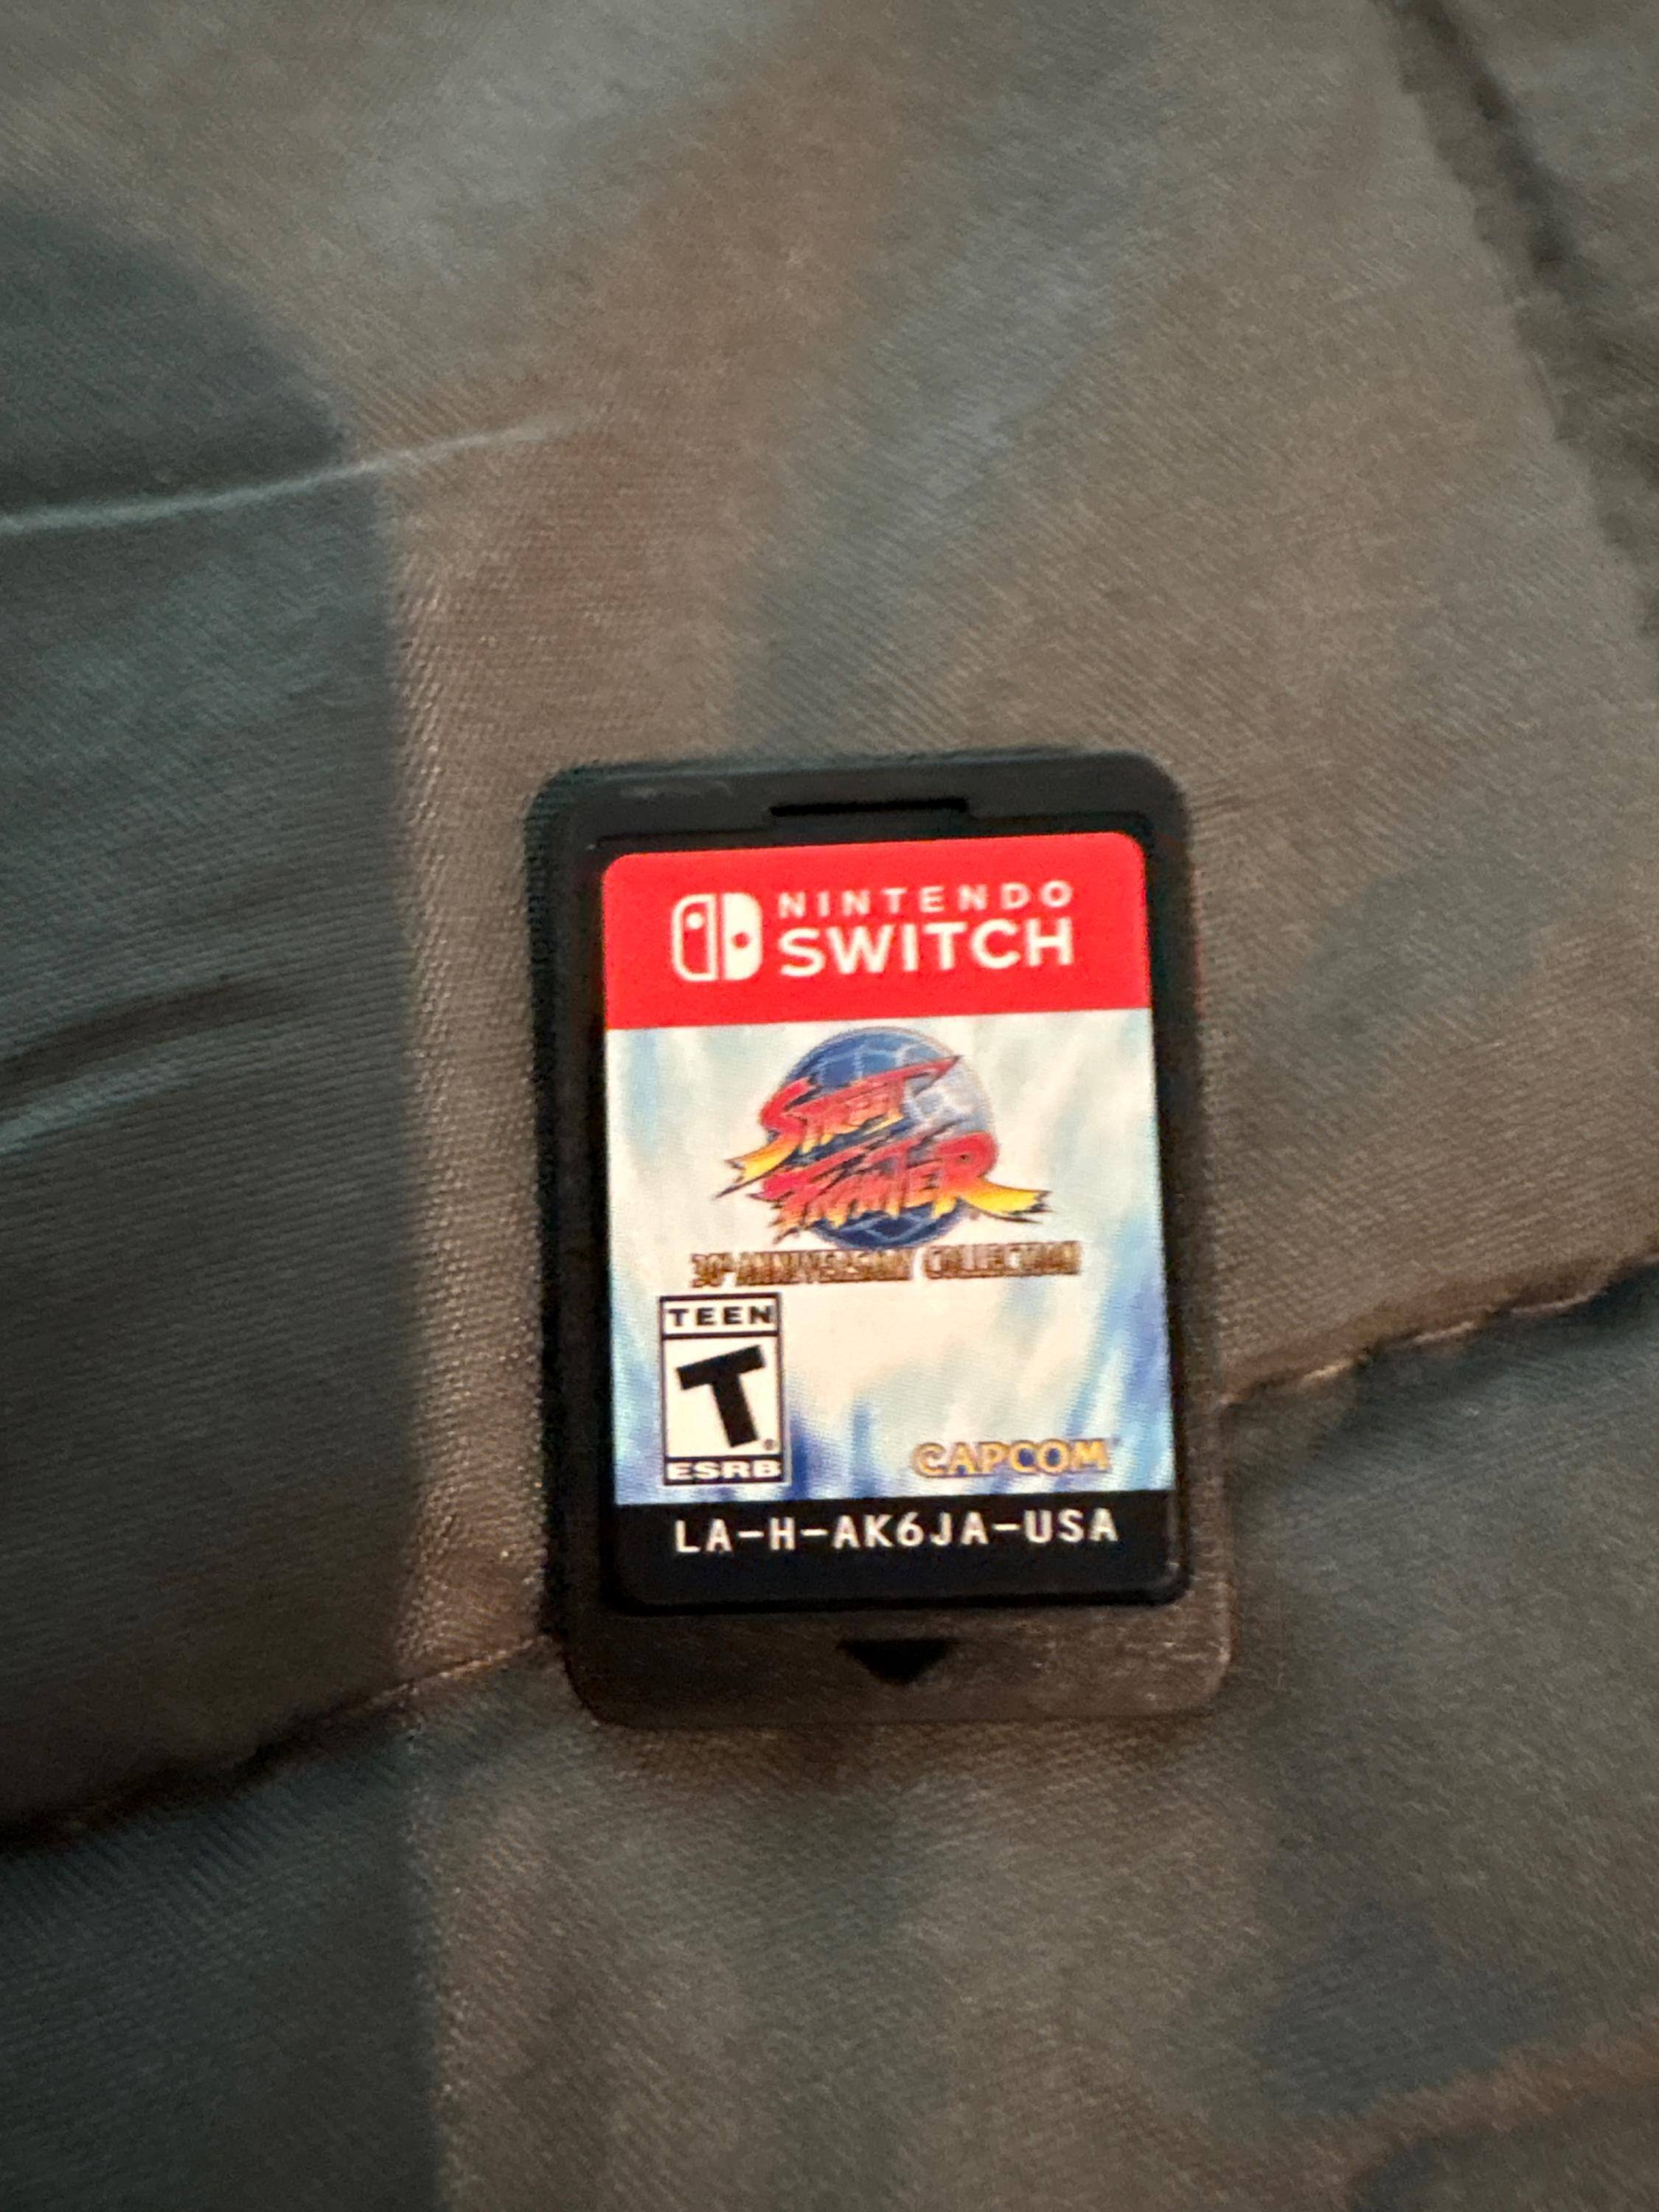 NINTENDO
SWITCH
STREET
FIGHTER
30th ANNIVERSARY COLLECTION
TEEN
T
ESRB
CAPCOM
LA-H-AK6JA-USA